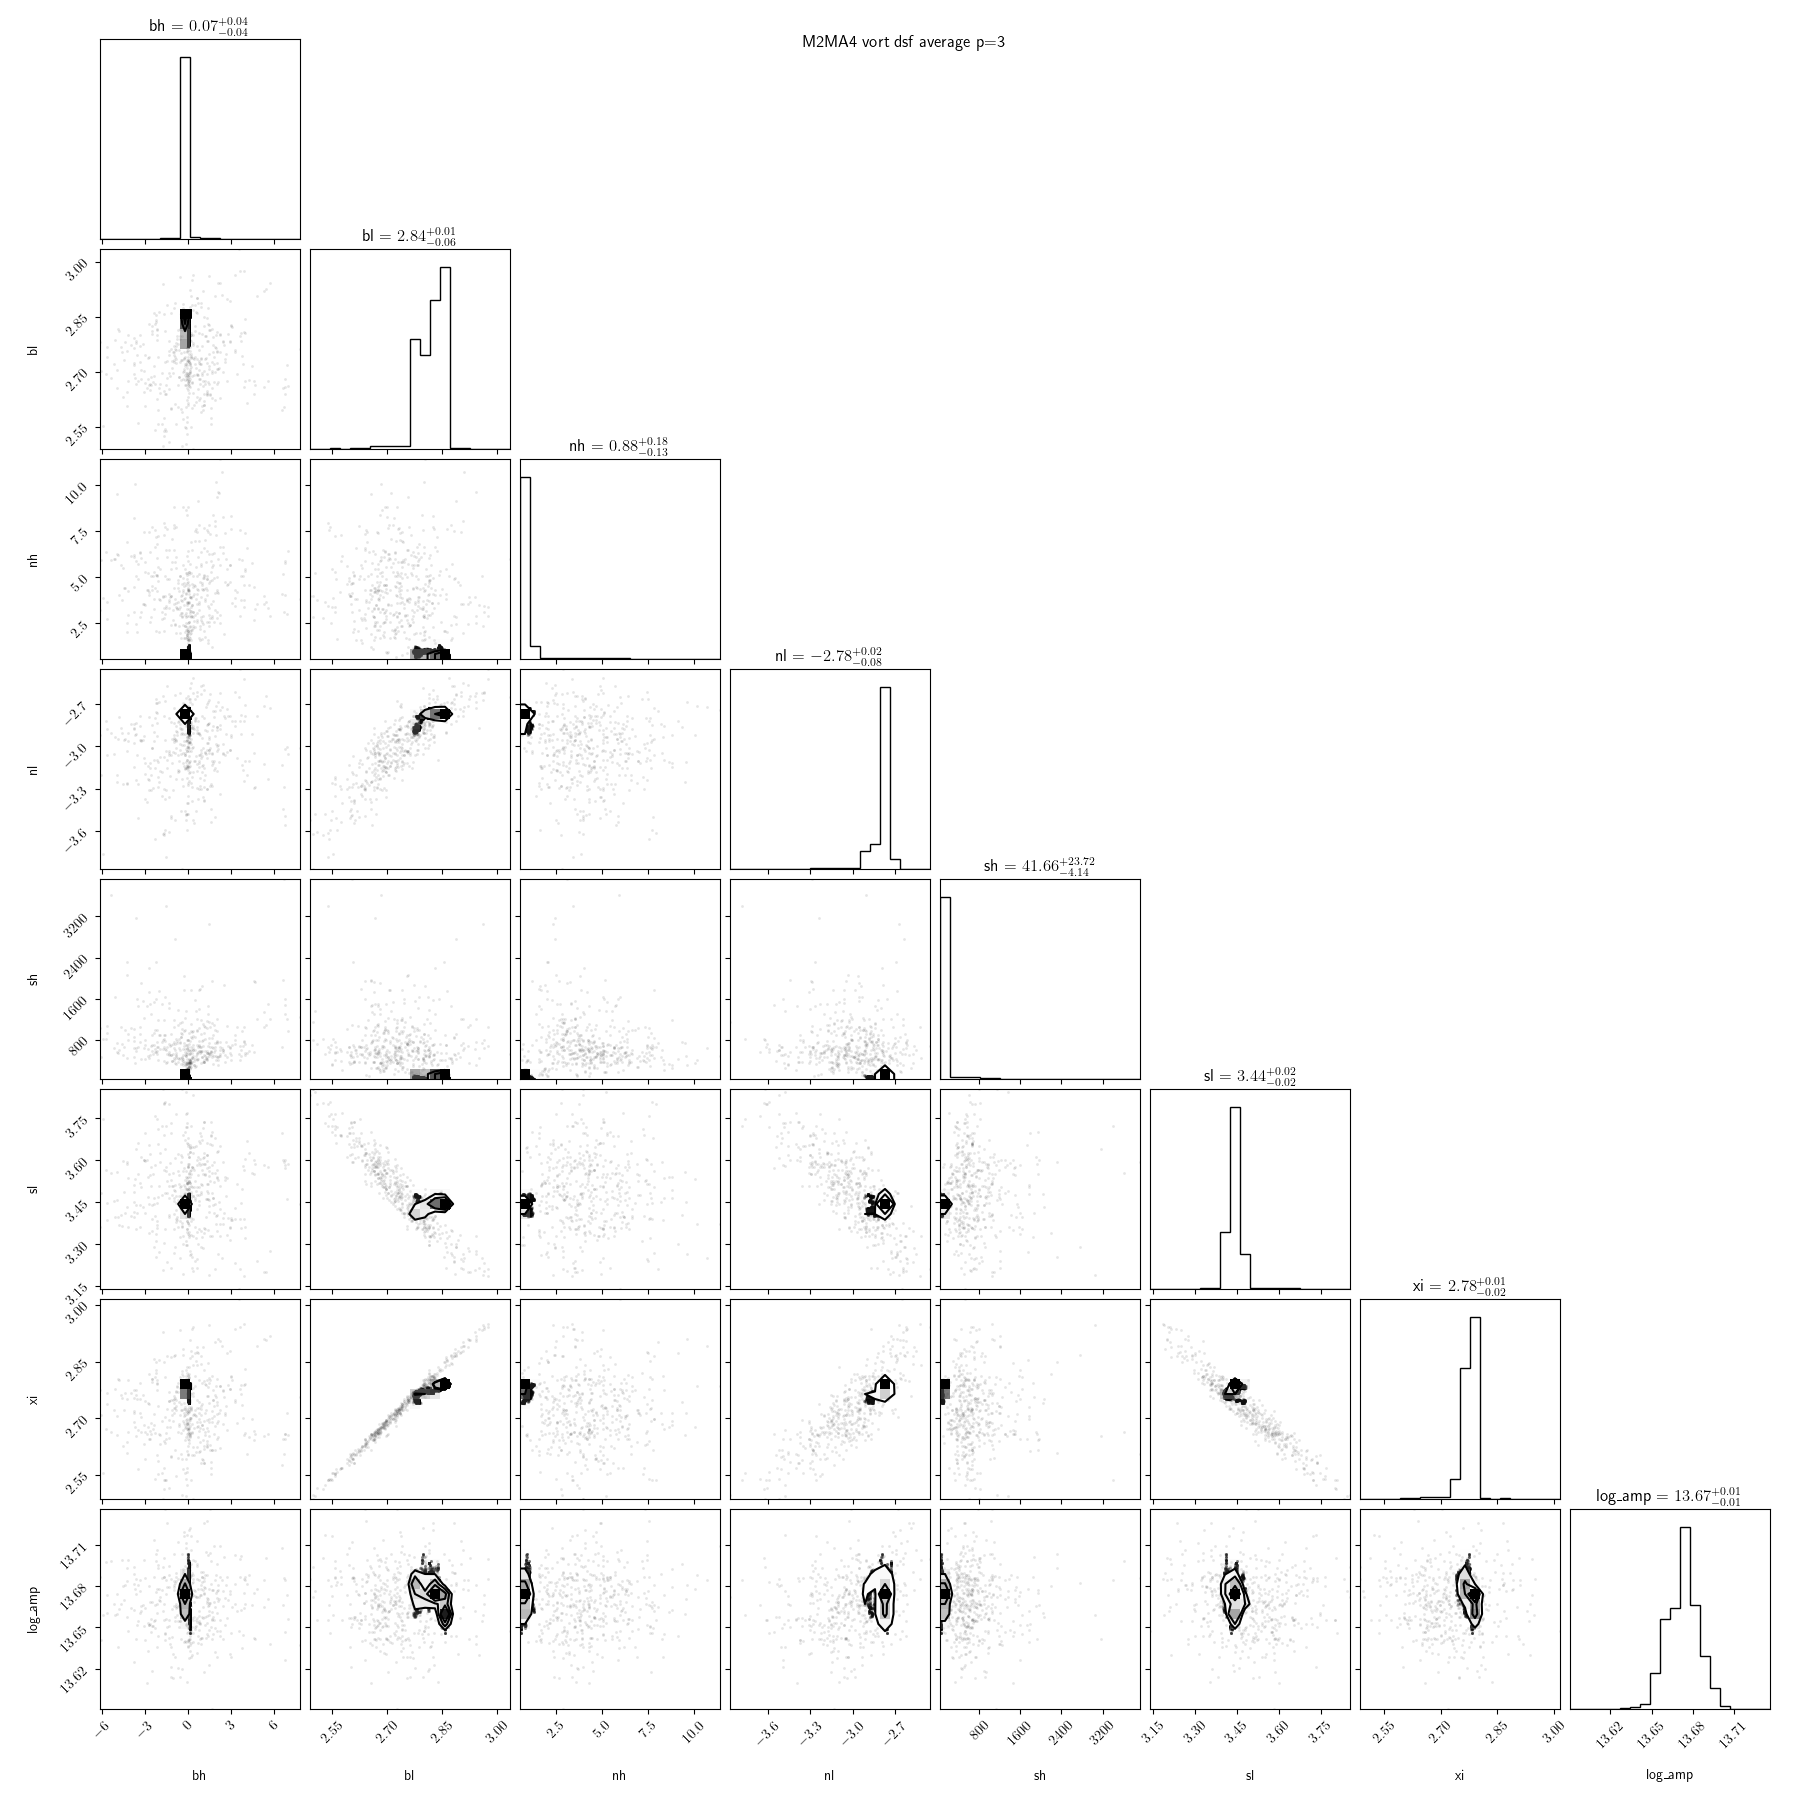 M2MA4 vort dsf average p=3
bh = 0.07+0.04 −0.04
bl = 2.84+0.01 −0.06
3.00
2.85
2.70
2.55
bl
nh = 0.88+0.18 −0.13
10.0
7.5
5.0
2.5
nh
nl = −2.78+0.02 −0.08
−2.7
−3.0
−3.3
−3.6
nl
sh = 41.66+23.72 −4.14
3200
2400
1600
800
sh
sl = 3.44+0.02 −0.02
3.75
3.60
3.45
3.30
3.15
sl
xi = 2.78+0.01 −0.02
3.00
2.85
2.70
2.55
xi
log_amp = 13.67+0.01 −0.01
13.71
13.68
13.65
13.62
log_amp
−6 −3 0 3 6
2.55 2.70 2.85 3.00
2.5 5.0 7.5 10.0
−3.6 −3.3 −3.0 −2.7
800 1600 2400 3200
3.15 3.30 3.45 3.60 3.75
2.55 2.70 2.85 3.00
13.62 13.65 13.68 13.71
bh bl nh nl sh sl xi log_amp